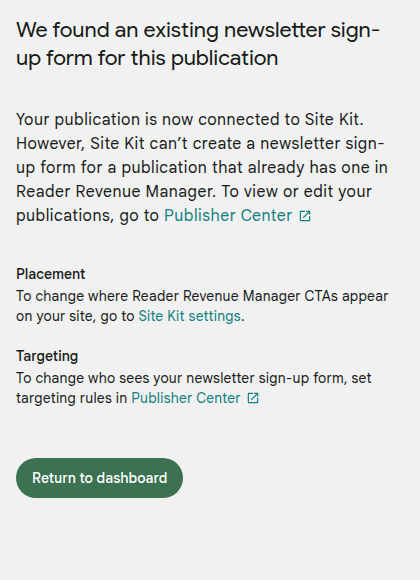 We found an existing newsletter sign-
up form for this publication
Your publication is now connected to Site Kit.
However, Site Kit can’t create a newsletter sign-
up form for a publication that already has one in
Reader Revenue Manager. To view or edit your
publications, go to Publisher Center
Placement
To change where Reader Revenue Manager CTAs appear
on your site, go to Site Kit settings.
Targeting
To change who sees your newsletter sign-up form, set
targeting rules in Publisher Center
Return to dashboard